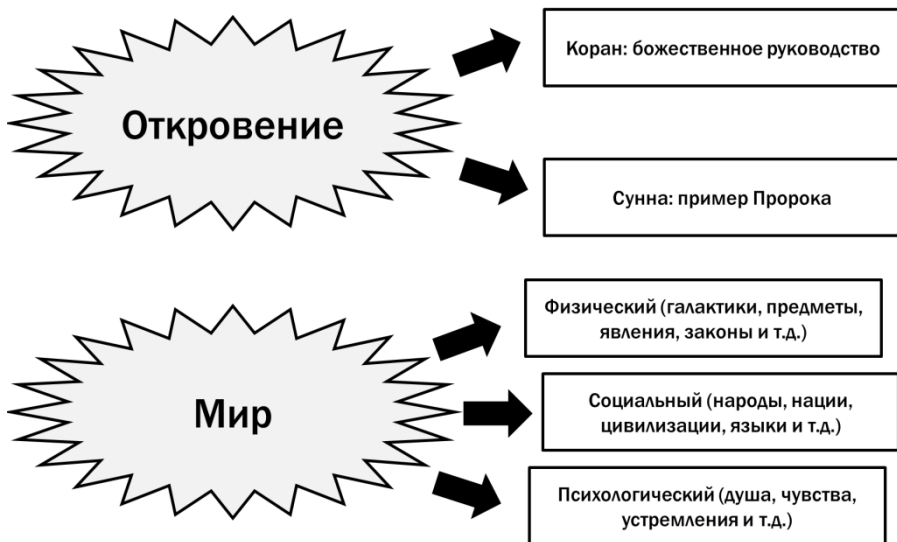 Откровение
Коран: божественное руководство
Сунна: пример Пророка
Мир
Физический (галактики, предметы,
явления, законы и т.д.)
Социальный (народы, нации,
цивилизации, языки и т.д.)
Психологический (душа, чувства,
устремления и т.д.)